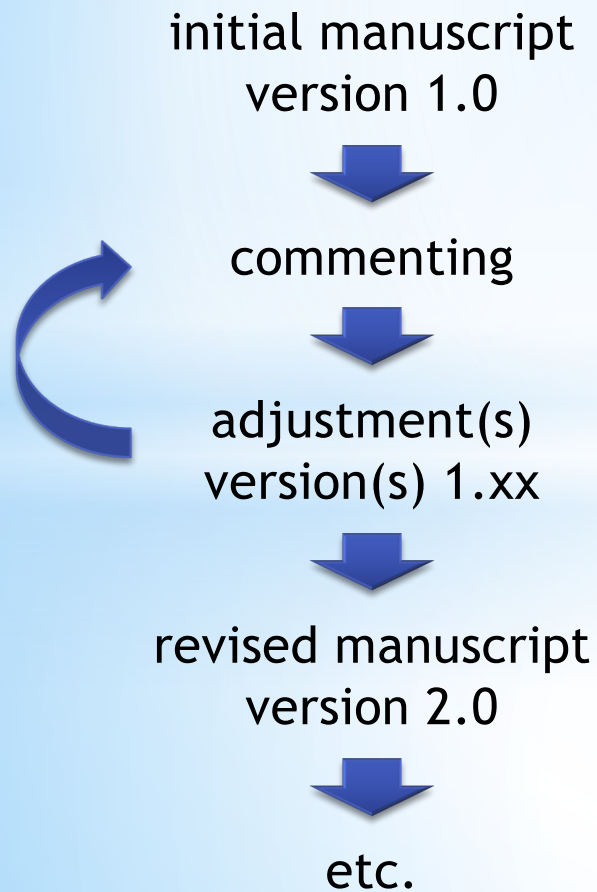 initial manuscript
version 1.0
commenting
adjustment(s)
version(s) 1.xx
revised manuscript
version 2.0
etc.